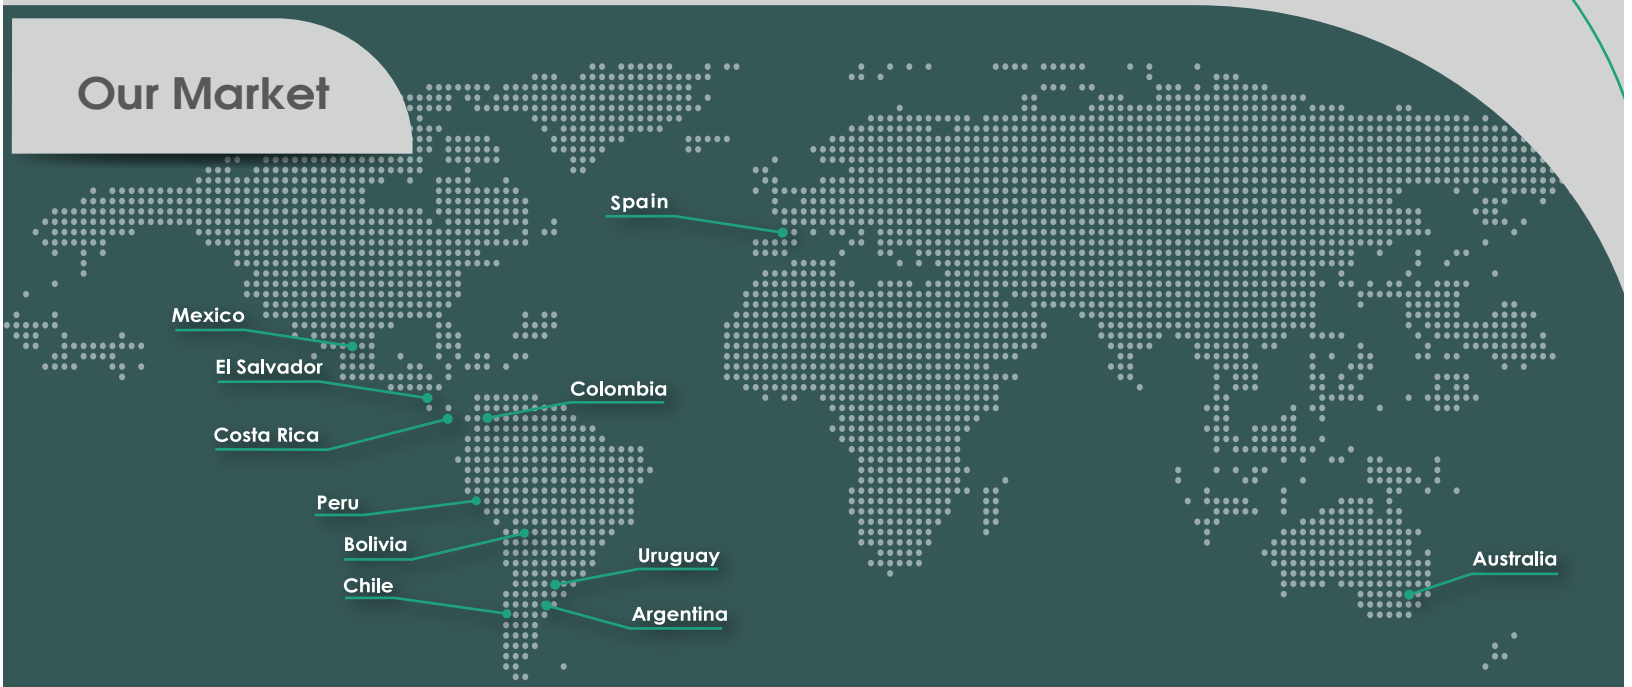 Our Market
Spain
Mexico
El Salvador
Colombia
Costa Rica
Peru
Bolivia
Uruguay
Australia
Chile
Argentina